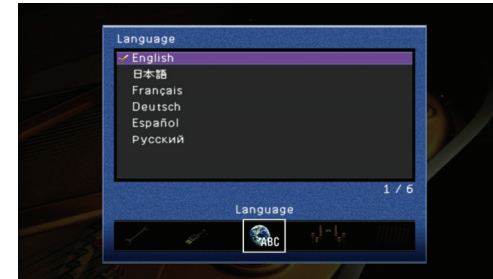 Language
English
日本語
Français
Deutsch
Español
Русский
1 / 6
Language
ABC